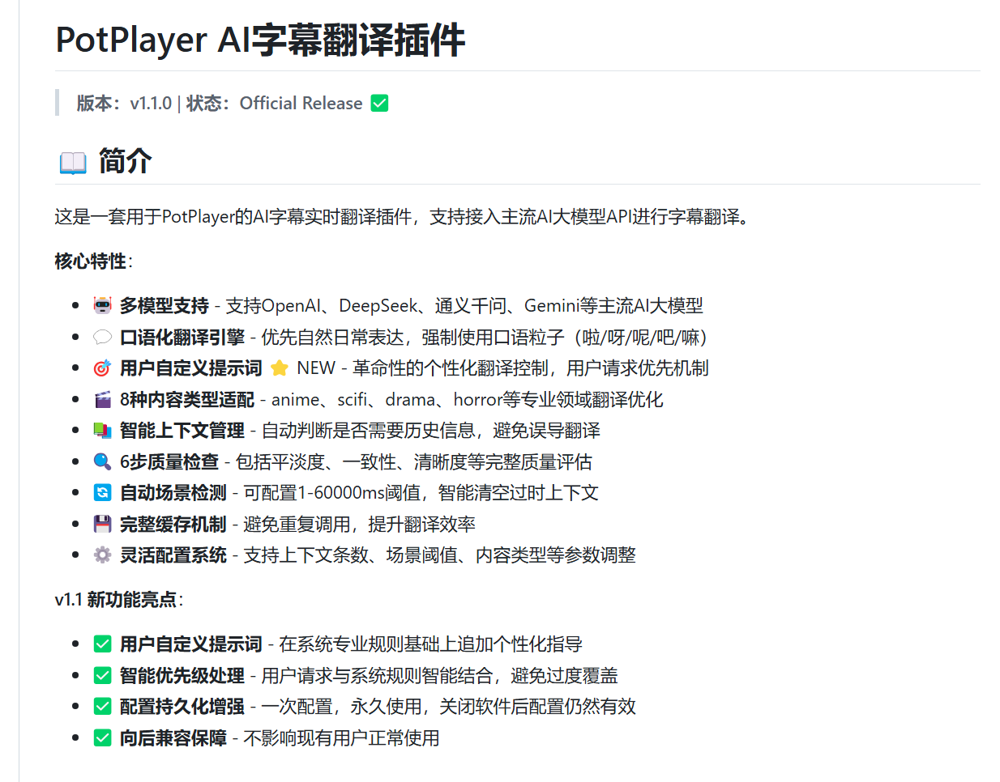 PotPlayer AI字幕翻译插件
版本：v1.1.0 | 状态：Official Release ✅
📖 简介
这是一套用于PotPlayer的AI字幕实时翻译插件，支持接入主流AI大模型API进行字幕翻译。
核心特性：
🤖 多模型支持 - 支持OpenAI、DeepSeek、通义千问、Gemini等主流AI大模型
💬 口语化翻译引擎 - 优先自然日常表达，强制使用口语粒子（啦/呀/呢/吧/嘛）
🎯 用户自定义提示词 ⭐ NEW - 革命性的个性化翻译控制，用户请求优先机制
🎬 8种内容类型适配 - anime、scifi、drama、horror等专业领域翻译优化
📚 智能上下文管理 - 自动判断是否需要历史信息，避免误导翻译
🔍 6步质量检查 - 包括平淡度、一致性、清晰度等完整质量评估
🔄 自动场景检测 - 可配置1-60000ms阈值，智能清空过时上下文
💾 完整缓存机制 - 避免重复调用，提升翻译效率
⚙️ 灵活配置系统 - 支持上下文条数、场景阈值、内容类型等参数调整
v1.1 新功能亮点：
✅ 用户自定义提示词 - 在系统专业规则基础上追加个性化指导
✅ 智能优先级处理 - 用户请求与系统规则智能结合，避免过度覆盖
✅ 配置持久化增强 - 一次配置，永久使用，关闭软件后配置仍然有效
✅ 向后兼容保障 - 不影响现有用户正常使用